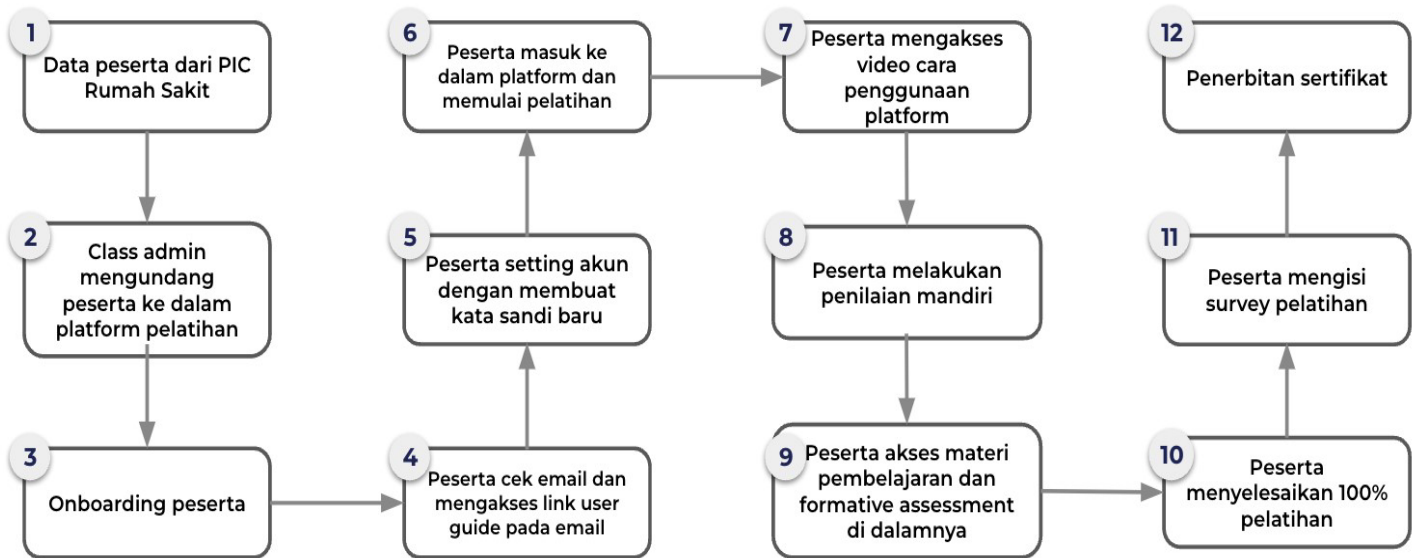 1
Data peserta dari PIC
Rumah Sakit
2
Class admin
mengundang
peserta ke dalam
platform pelatihan
3
Onboarding peserta
4
Peserta cek email dan
mengakses link user
guide pada email
5
Peserta setting akun
dengan membuat
kata sandi baru
6
Peserta masuk ke
dalam platform dan
memulai pelatihan
7
Peserta mengakses
video cara
penggunaan
platform
8
Peserta melakukan
penilaian mandiri
9
Peserta akses materi
pembelajaran dan
formative assessment
di dalamnya
10
Peserta
menyelesaikan 100%
pelatihan
11
Peserta mengisi
survey pelatihan
12
Penerbitan sertifikat